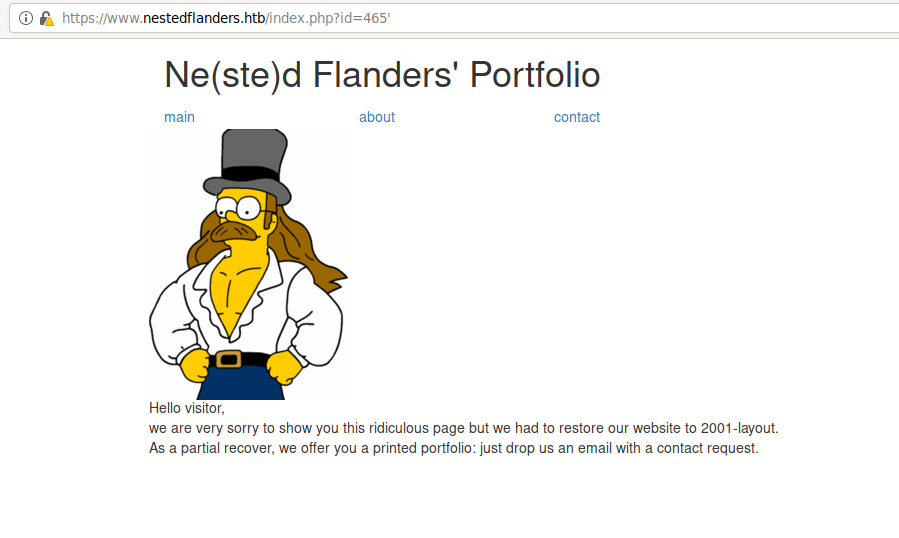 https://www.nestedflanders.htb/index.php?id=465'
Ne(ste)d Flanders' Portfolio
main about contact
Hello visitor,
we are very sorry to show you this ridiculous page but we had to restore our website to 2001-layout.
As a partial recover, we offer you a printed portfolio: just drop us an email with a contact request.